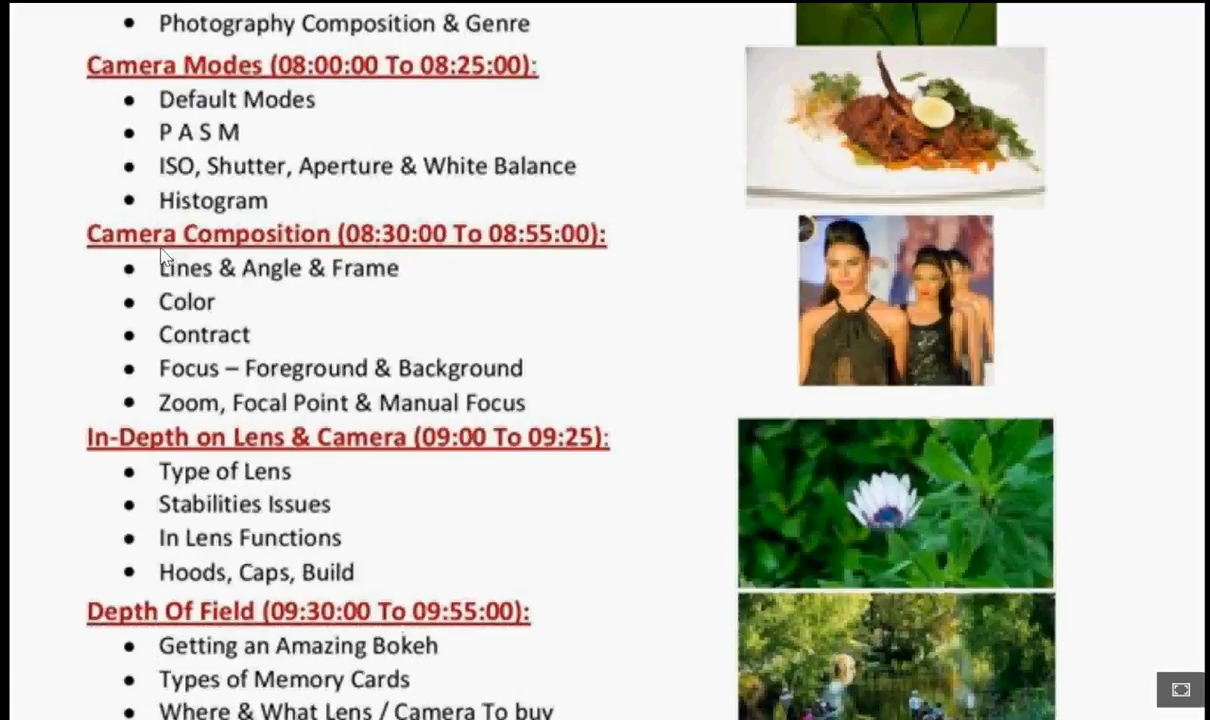 Photography Composition & Genre
Camera Modes (08:00:00 To 08:25:00):
Default Modes
P A S M
ISO, Shutter, Aperture & White Balance
Histogram
Camera Composition (08:30:00 To 08:55:00):
Lines & Angle & Frame
Color
Contract
Focus – Foreground & Background
Zoom, Focal Point & Manual Focus
In-Depth on Lens & Camera (09:00 To 09:25):
Type of Lens
Stabilities Issues
In Lens Functions
Hoods, Caps, Build
Depth Of Field (09:30:00 To 09:55:00):
Getting an Amazing Bokeh
Types of Memory Cards
Where & What Lens / Camera To buy